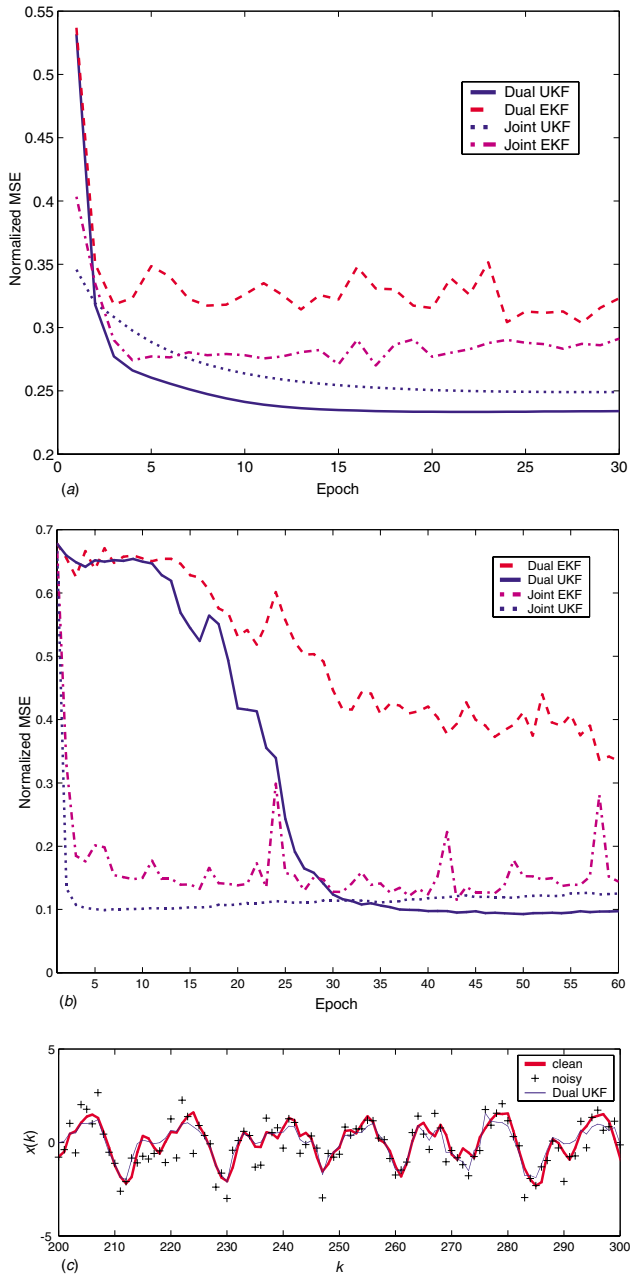 0.55
0.5
0.45
0.4
0.35
0.3
0.25
0.2
Normalized MSE
Dual UKF
Dual EKF
Joint UKF
Joint EKF
0 5 10 15 20 25 30
(a) Epoch
0.7
0.6
0.5
0.4
0.3
0.2
0.1
0
Normalized MSE
Dual EKF
Dual UKF
Joint EKF
Joint UKF
5 10 15 20 25 30 35 40 45 50 55 60
(b) Epoch
5
0
-5
x(k)
clean
noisy
Dual UKF
200 210 220 230 240 250 260 270 280 290 300
(c) k